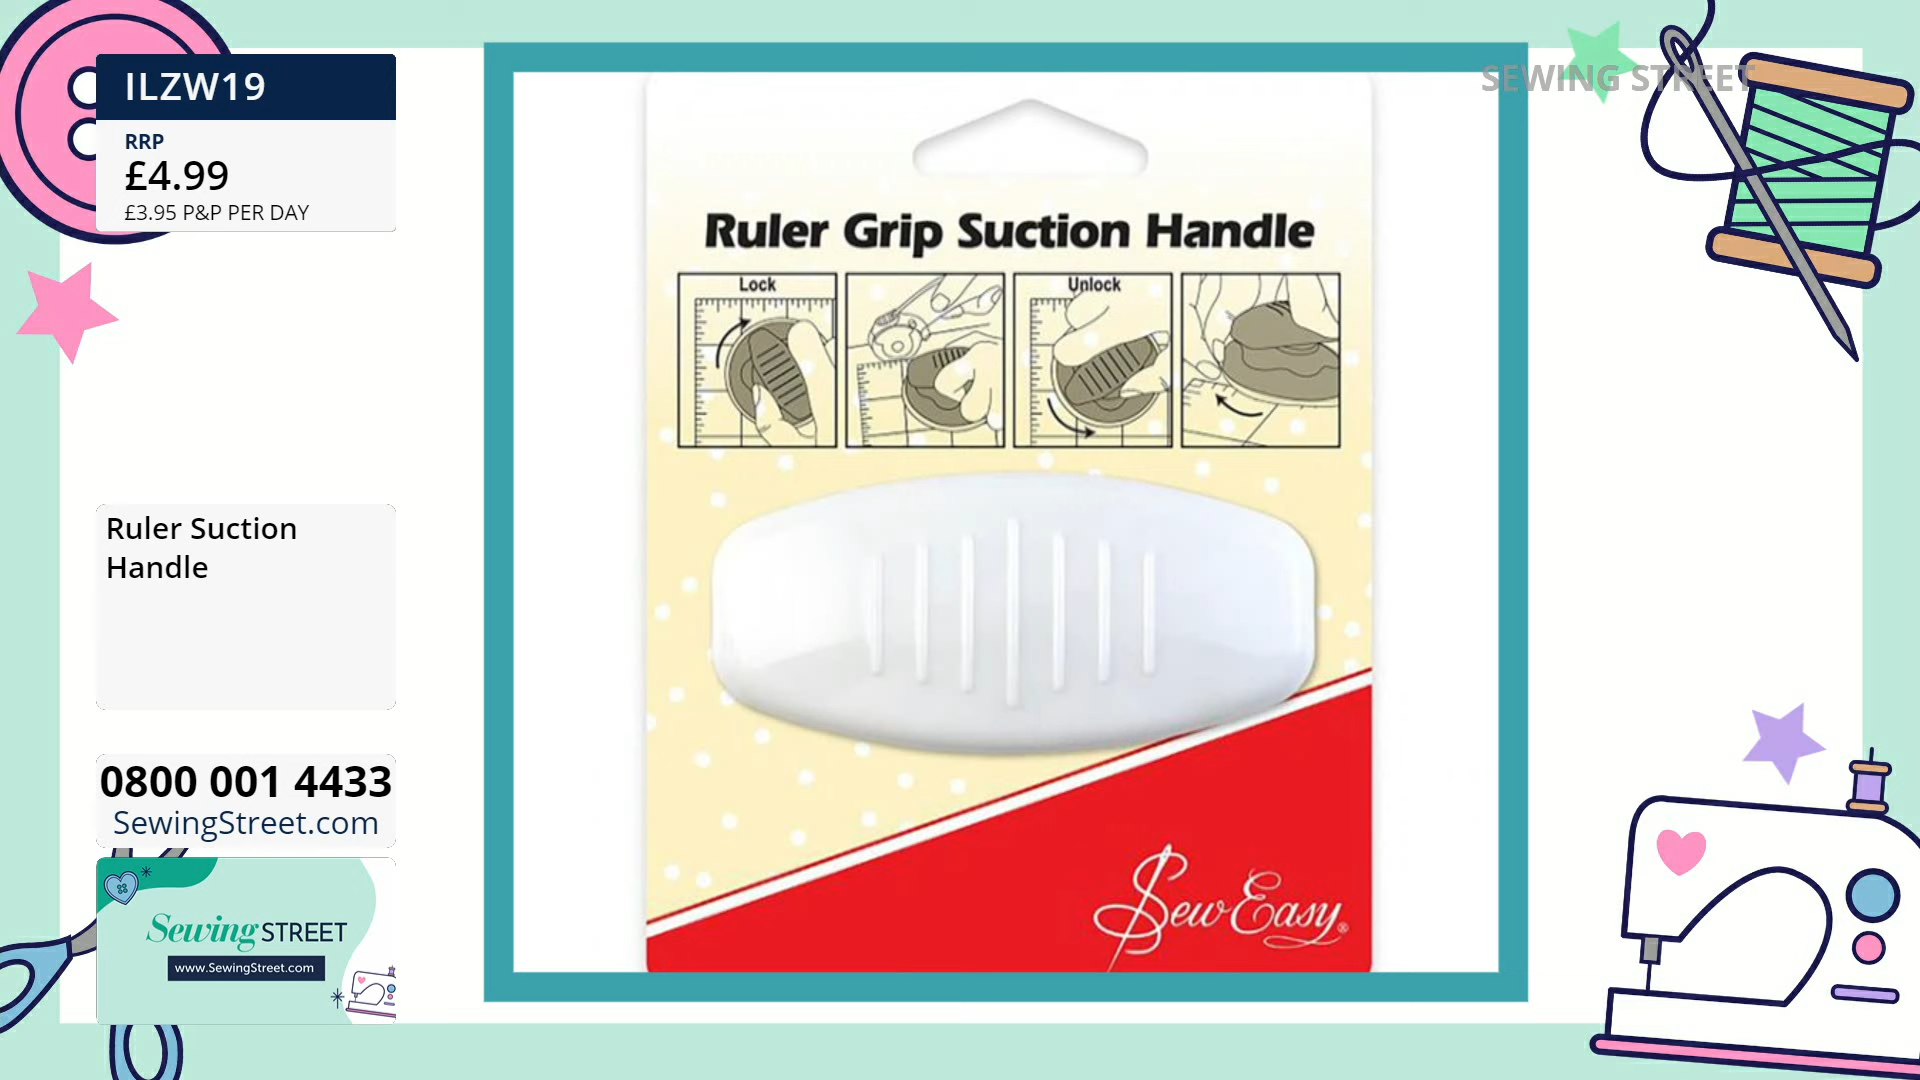 ILZW19
RRP
£4.99
£3.95 P&P PER DAY
Ruler Suction
Handle
0800 001 4433
SewingStreet.com
Sewing STREET
www.SewingStreet.com
SEWING STREET
Ruler Grip Suction Handle
Lock
Unlock
Sew Easy®